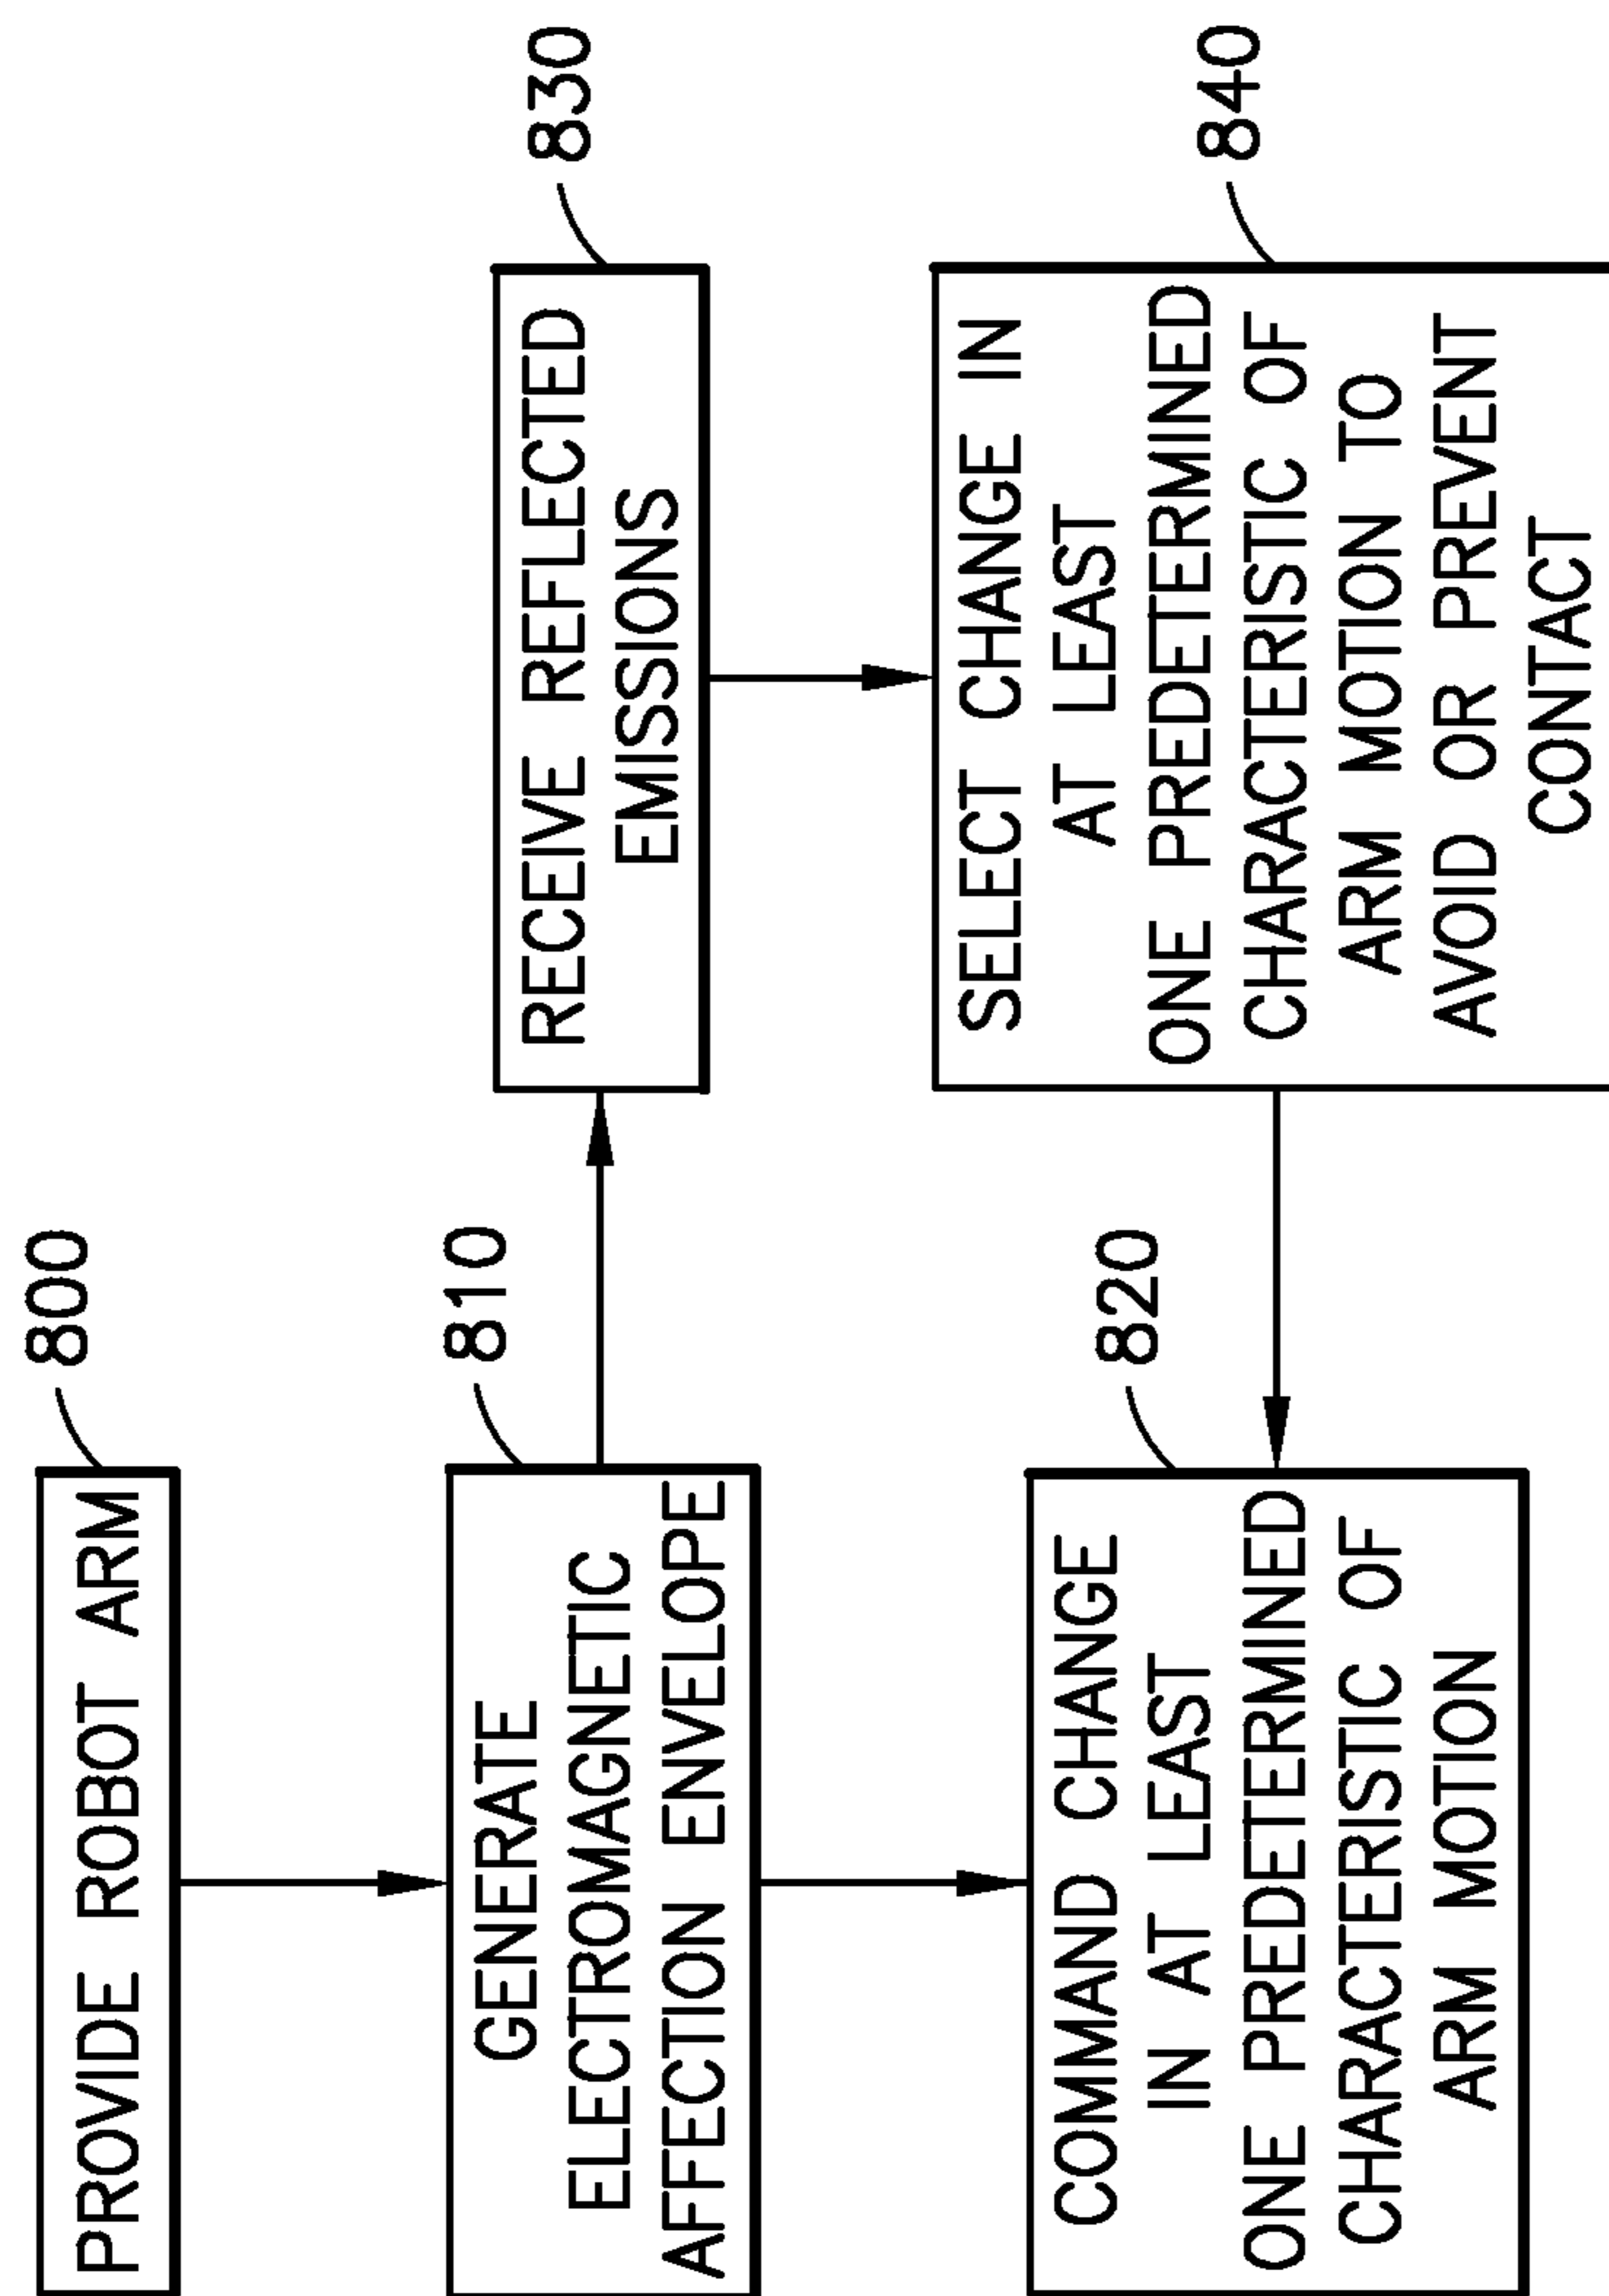 PROVIDE ROBOT ARM
800
GENERATE
ELECTROMAGNETIC
AFFECTION ENVELOPE
810
RECEIVE REFLECTED
EMISSIONS
830
COMMAND CHANGE
IN AT LEAST
ONE PREDETERMINED
CHARACTERISTIC OF
ARM MOTION
820
SELECT CHANGE IN
AT LEAST
ONE PREDETERMINED
CHARACTERISTIC OF
ARM MOTION TO
AVOID OR PREVENT
CONTACT
840